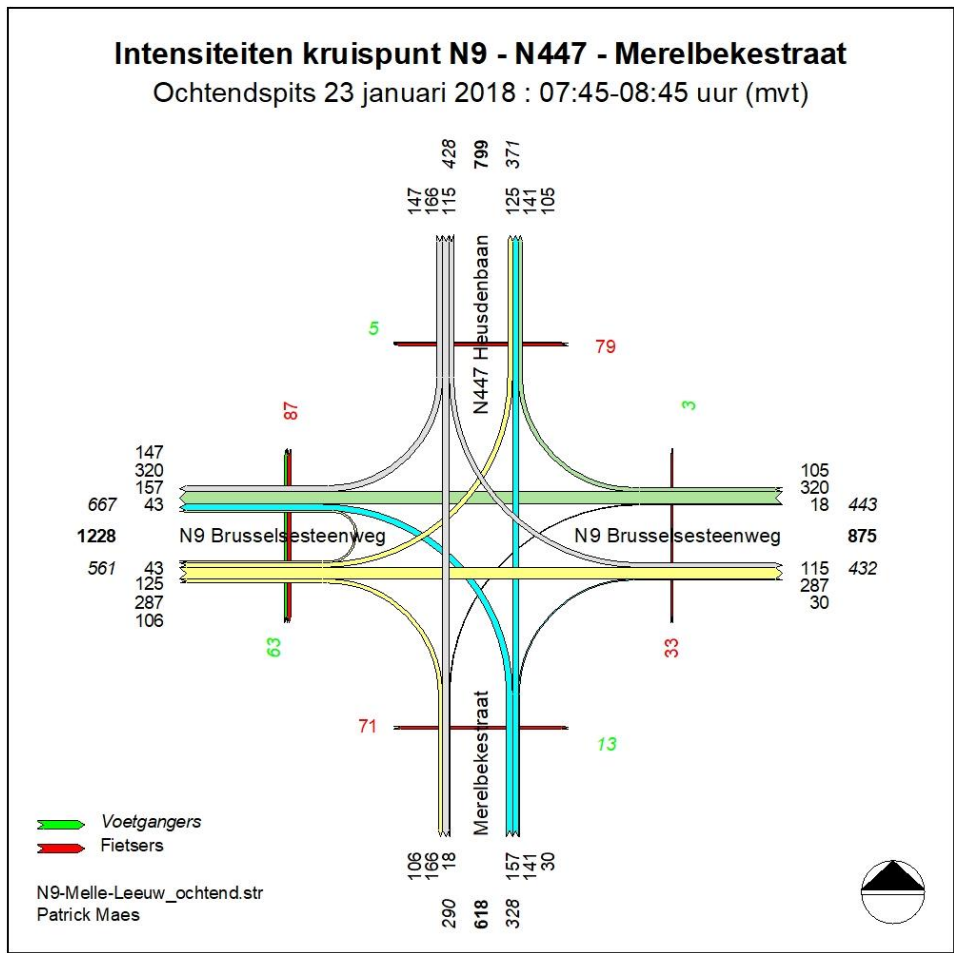 Intensiteiten kruispunt N9 - N447 - Merelbekestraat
Ochtendspits 23 januari 2018 : 07:45-08:45 uur (mvt)
428 799 371
147 166 115 125 141 105
N447 Heusdenbaan
5
79
87
3
147
320
157
667 43
1228
561 43
125
287
106
N9 Brusselsesteenweg
N9 Brusselsesteenweg
105
320
18 443
875
115 432
287
30
63
33
71
13
Merelbekestraat
106 166 18 157 141 30
290 618 328
Voetgangers
Fietsers
N9-Melle-Leeuw_ochtend.str
Patrick Maes